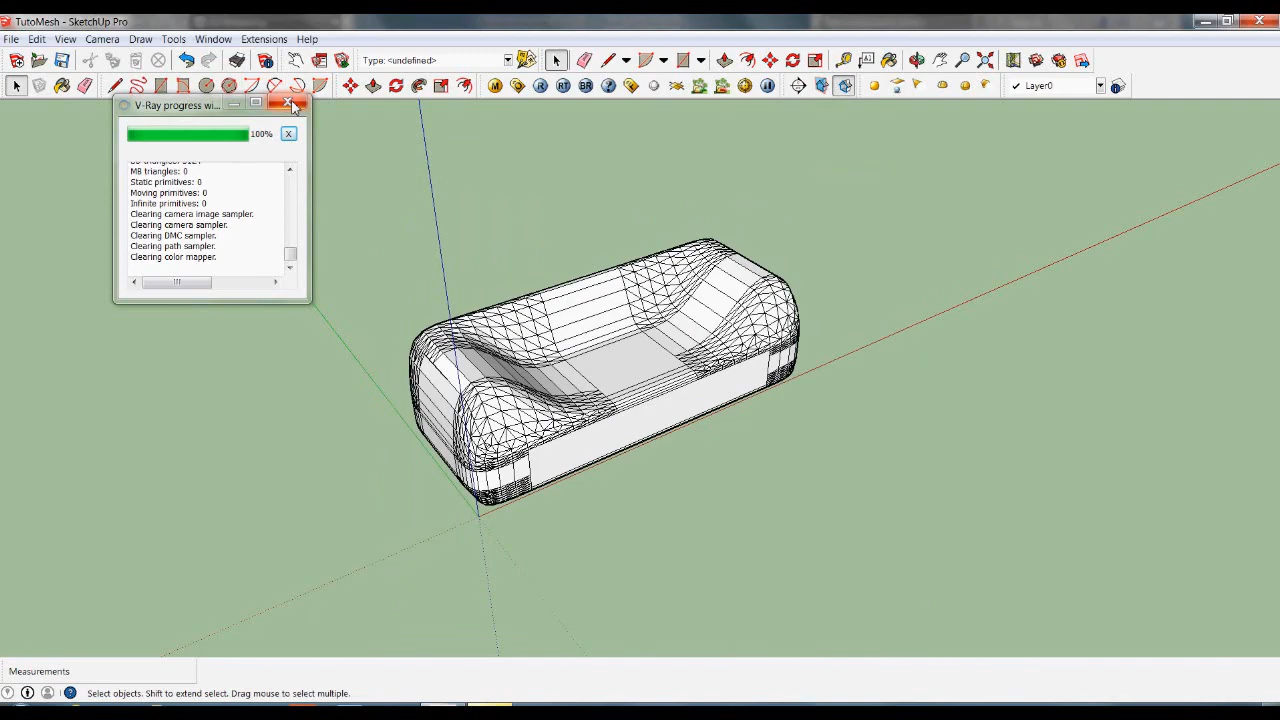 TutoMesh - SketchUp Pro
File Edit View Camera Draw Tools Window Extensions Help
Type: <undefined>
M R RT BR
Layer0
V-Ray progress wi...
100%
X
MB triangles: 0
Static primitives: 0
Moving primitives: 0
Infinite primitives: 0
Clearing camera image sampler.
Clearing camera sampler.
Clearing DMC sampler.
Clearing path sampler.
Clearing color mapper.
Measurements
Select objects. Shift to extend select. Drag mouse to select multiple.